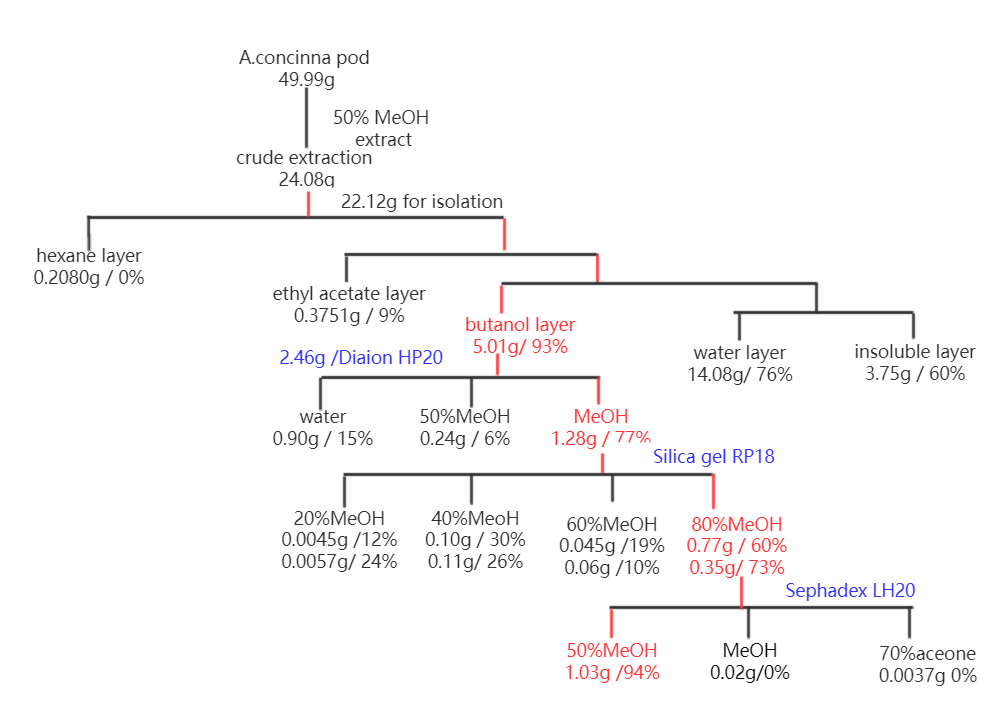 A.concinna pod
49.99g
50% MeOH
extract
crude extraction
24.08g
22.12g for isolation
hexane layer
0.2080g / 0%
ethyl acetate layer
0.3751g / 9%
butanol layer
5.01g/ 93%
water layer
14.08g/ 76%
insoluble layer
3.75g / 60%
2.46g /Diaion HP20
water
0.90g / 15%
50%MeOH
0.24g / 6%
MeOH
1.28g / 77%
Silica gel RP18
20%MeOH
0.0045g /12%
0.0057g/ 24%
40%MeoH
0.10g / 30%
0.11g/ 26%
60%MeOH
0.045g /19%
0.06g /10%
80%MeOH
0.77g / 60%
0.35g/ 73%
Sephadex LH20
50%MeOH
1.03g /94%
MeOH
0.02g/0%
70%aceone
0.0037g 0%